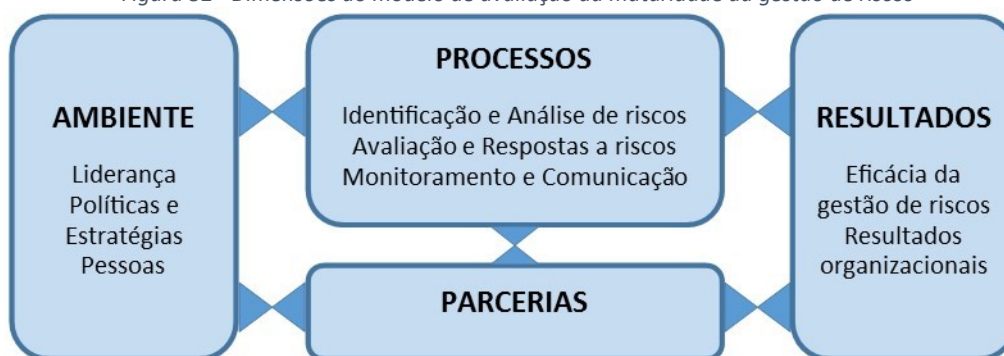 AMBIENTE
Liderança
Políticas e
Estratégias
Pessoas
PROCESSOS
Identificação e Análise de riscos
Avaliação e Respostas a riscos
Monitoramento e Comunicação
PARCERIAS
RESULTADOS
Eficácia da
gestão de riscos
Resultados
organizacionais